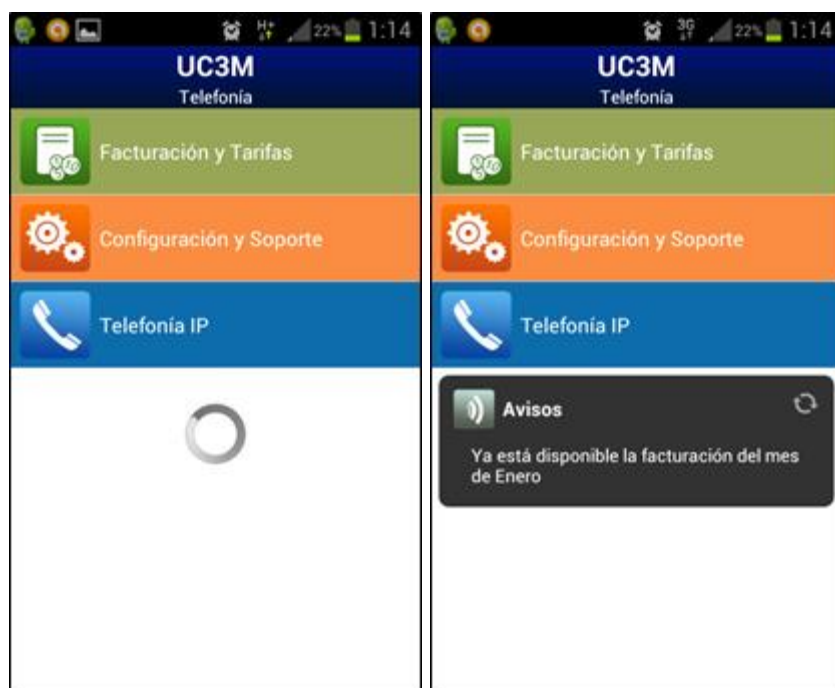 H+
22%
1:14
UC3M
Telefonía
Facturación y Tarifas
Configuración y Soporte
Telefonía IP
3G
22%
1:14
UC3M
Telefonía
Facturación y Tarifas
Configuración y Soporte
Telefonía IP
Avisos
Ya está disponible la facturación del mes
de Enero